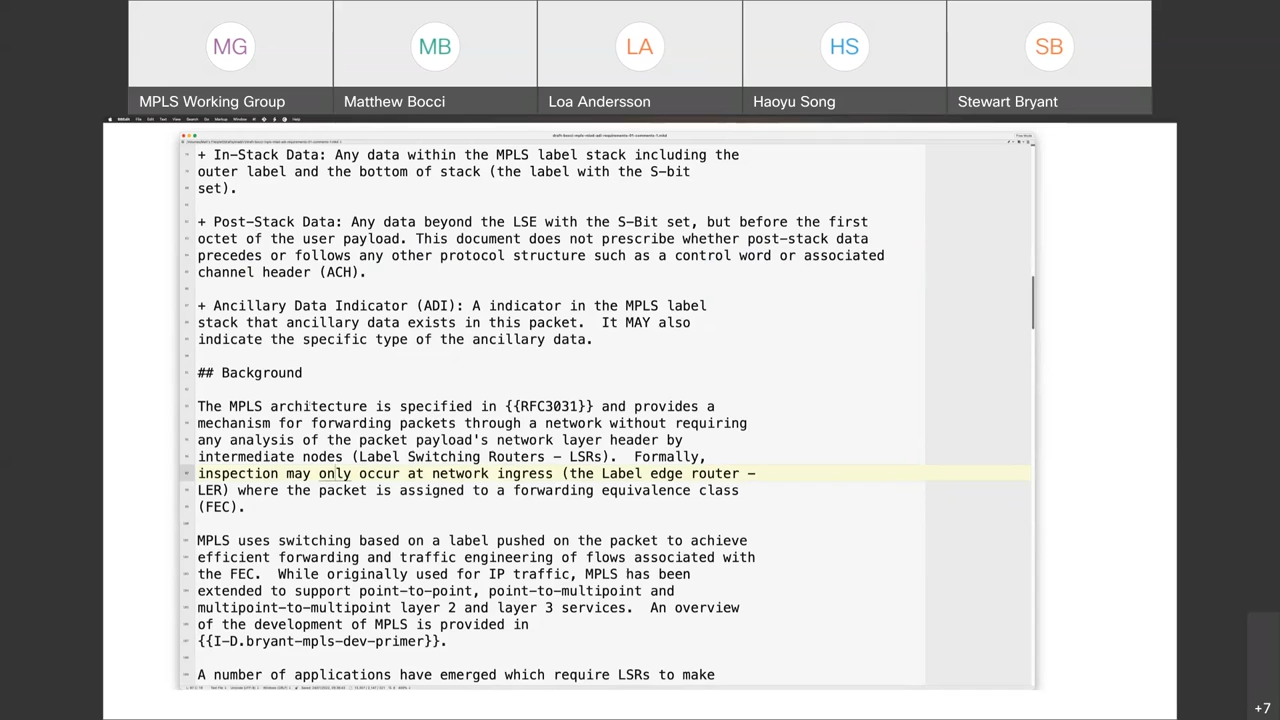 MG
MB
LA
HS
SB
MPLS Working Group
Matthew Bocci
Loa Andersson
Haoyu Song
Stewart Bryant
+ In-Stack Data: Any data within the MPLS label stack including the
outer label and the bottom of stack (the label with the S-bit
set).
+ Post-Stack Data: Any data beyond the LSE with the S-Bit set, but before the first
octet of the user payload. This document does not prescribe whether post-stack data
precedes or follows any other protocol structure such as a control word or associated
channel header (ACH).
+ Ancillary Data Indicator (ADI): A indicator in the MPLS label
stack that ancillary data exists in this packet.  It MAY also
indicate the specific type of the ancillary data.
## Background
The MPLS architecture is specified in {{RFC3031}} and provides a
mechanism for forwarding packets through a network without requiring
any analysis of the packet payload's network layer header by
intermediate nodes (Label Switching Routers - LSRs).  Formally,
inspection may only occur at network ingress (the Label edge router -
LER) where the packet is assigned to a forwarding equivalence class
(FEC).
MPLS uses switching based on a label pushed on the packet to achieve
efficient forwarding and traffic engineering of flows associated with
the FEC.  While originally used for IP traffic, MPLS has been
extended to support point-to-point, point-to-multipoint and
multipoint-to-multipoint layer 2 and layer 3 services.  An overview
of the development of MPLS is provided in
{{I-D.bryant-mpls-dev-primer}}.
A number of applications have emerged which require LSRs to make
+7